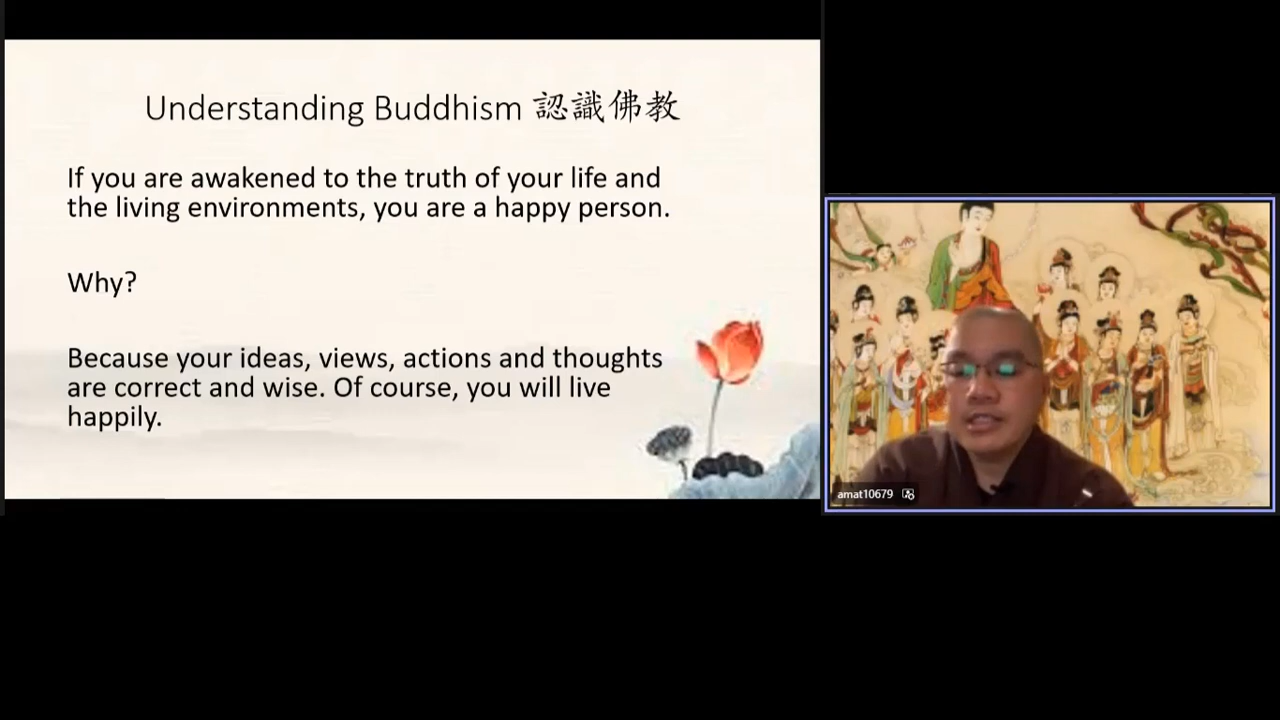 Understanding Buddhism 認識佛教
If you are awakened to the truth of your life and
the living environments, you are a happy person.
Why?
Because your ideas, views, actions and thoughts
are correct and wise. Of course, you will live
happily.
amat10679